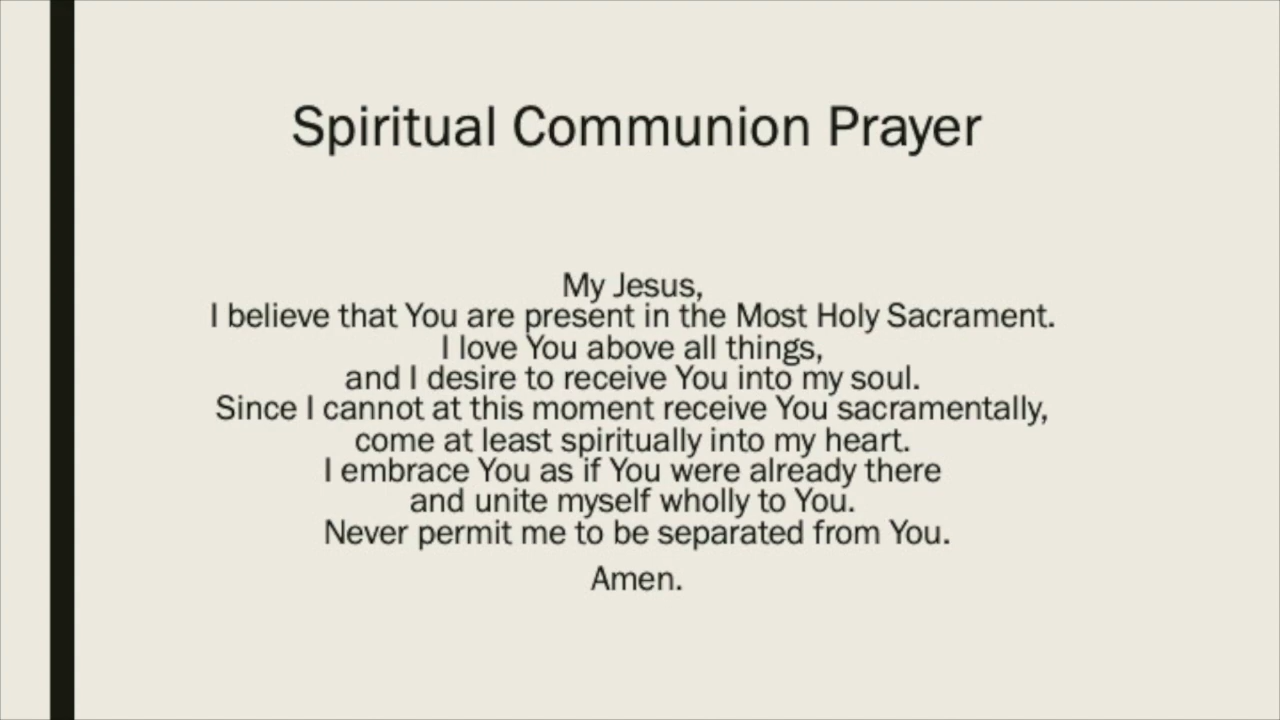 Spiritual Communion Prayer
My Jesus,
I believe that You are present in the Most Holy Sacrament.
I love You above all things,
and I desire to receive You into my soul.
Since I cannot at this moment receive You sacramentally,
come at least spiritually into my heart.
I embrace You as if You were already there
and unite myself wholly to You.
Never permit me to be separated from You.
Amen.